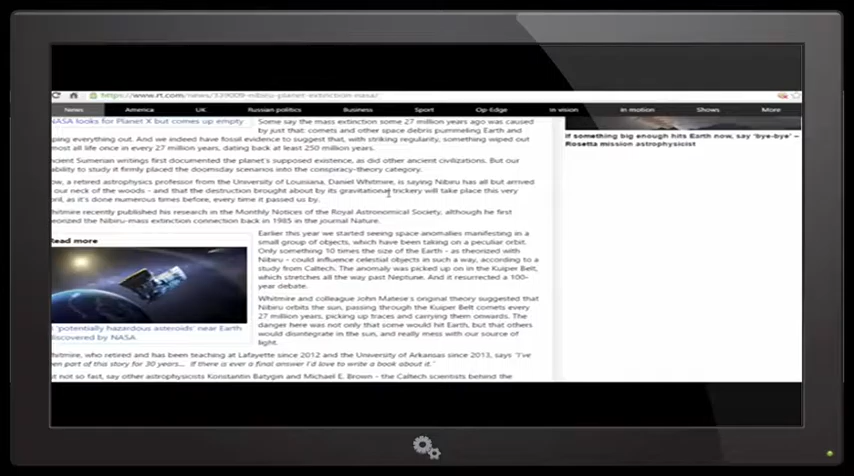 https://www.rt.com/news/339009-nibiru-planet-extinction-nasa/
News America UK Russian politics Business Sport Op-Edge In vision In motion Shows More
NASA looks for Planet X but comes up empty
Some say the mass extinction some 27 million years ago was caused
by just that: comets and other space debris pummeling Earth and
ping everything out. And we indeed have fossil evidence to suggest that, with striking regularity, something wiped out
most all life once in every 27 million years, dating back at least 250 million years.
cient Sumerian writings first documented the planet's supposed existence, as did other ancient civilizations. But our
ability to study it firmly placed the doomsday scenarios into the conspiracy-theory category.
ow, a retired astrophysics professor from the University of Louisiana, Daniel Whitmire, is saying Nibiru has all but arrived
our neck of the woods – and that the destruction brought about by its gravitational trickery will take place this very
ril, as it's done numerous times before, every time it passed us by.
hitmire recently published his research in the Monthly Notices of the Royal Astronomical Society, although he first
eorized the Nibiru-mass extinction connection back in 1985 in the journal Nature.
Read more
potentially hazardous asteroids' near Earth
discovered by NASA
Earlier this year we started seeing space anomalies manifesting in a
small group of objects, which have been taking on a peculiar orbit.
Only something 10 times the size of the Earth – as theorized with
Nibiru – could influence celestial objects in such a way, according to a
study from Caltech. The anomaly was picked up on in the Kuiper Belt,
which stretches all the way past Neptune. And it resurrected a 100-
year debate.
Whitmire and colleague John Matese's original theory suggested that
Nibiru orbits the sun, passing through the Kuiper Belt comets every
27 million years, picking up traces and carrying them onwards. The
danger here was not only that some would hit Earth, but that others
would disintegrate in the sun, and really mess with our source of
light.
hitmire, who retired and has been teaching at Lafayette since 2012 and the University of Arkansas since 2013, says "I've
en part of this story for 30 years... If there is ever a final answer I'd love to write a book about it."
t not so fast, say other astrophysicists Konstantin Batygin and Michael E. Brown – the Caltech scientists behind the
If something big enough hits Earth now, say 'bye-bye' –
Rosetta mission astrophysicist